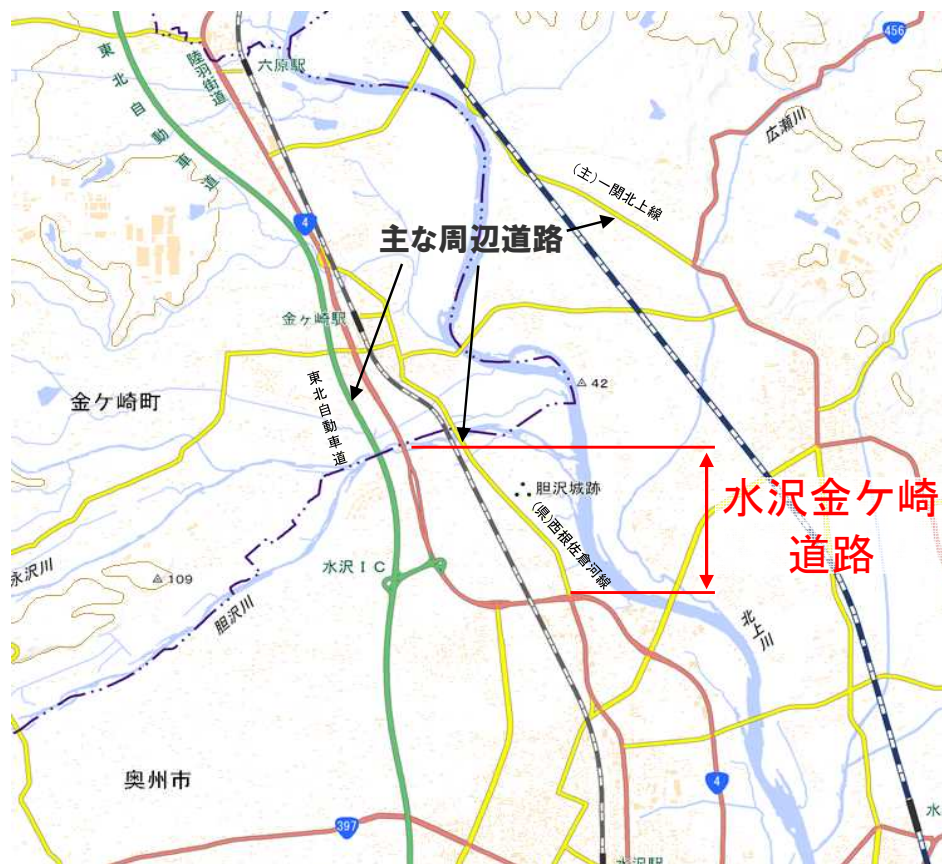 456
六原駅
陸羽街道
東北自動車道
広瀬川
(主)一関北上線
4
主な周辺道路
金ヶ崎駅
42
金ケ崎町
東北自動車道
胆沢城跡
水沢金ケ崎
道路
(県)西根佐倉河線
水沢IC
永沢川
109
胆沢川
北上川
奥州市
4
397
水
水沢駅